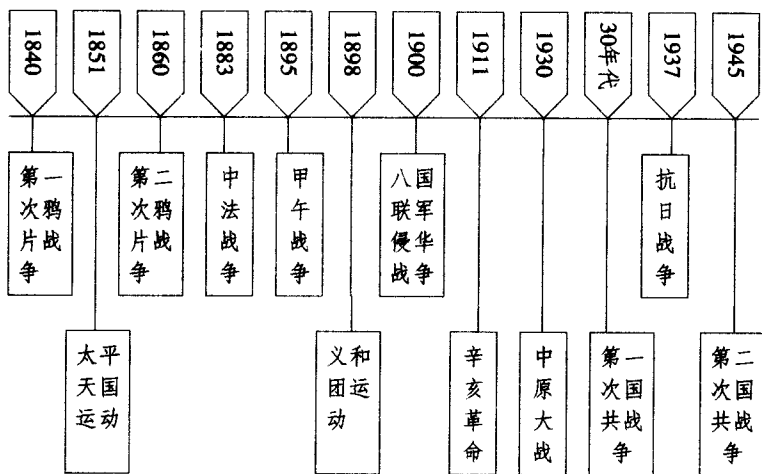 1840
1851
1860
1883
1895
1898
1900
1911
1930
30年代
1937
1945
第一
次鸦
片战
争
第二
次鸦
片战
争
中法战争
甲午战争
八国
联军
侵华
战争
抗日战争
太平
天国
运动
义和
团运
动
辛亥革命
中原大战
第一
次国
共战
争
第二
次国
共战
争